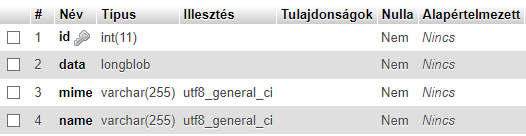 # Név Típus Illesztés Tulajdonságok Nulla Alapértelmezett
1 id int(11) Nem Nincs
2 data longblob Nem Nincs
3 mime varchar(255) utf8_general_ci Nem Nincs
4 name varchar(255) utf8_general_ci Nem Nincs